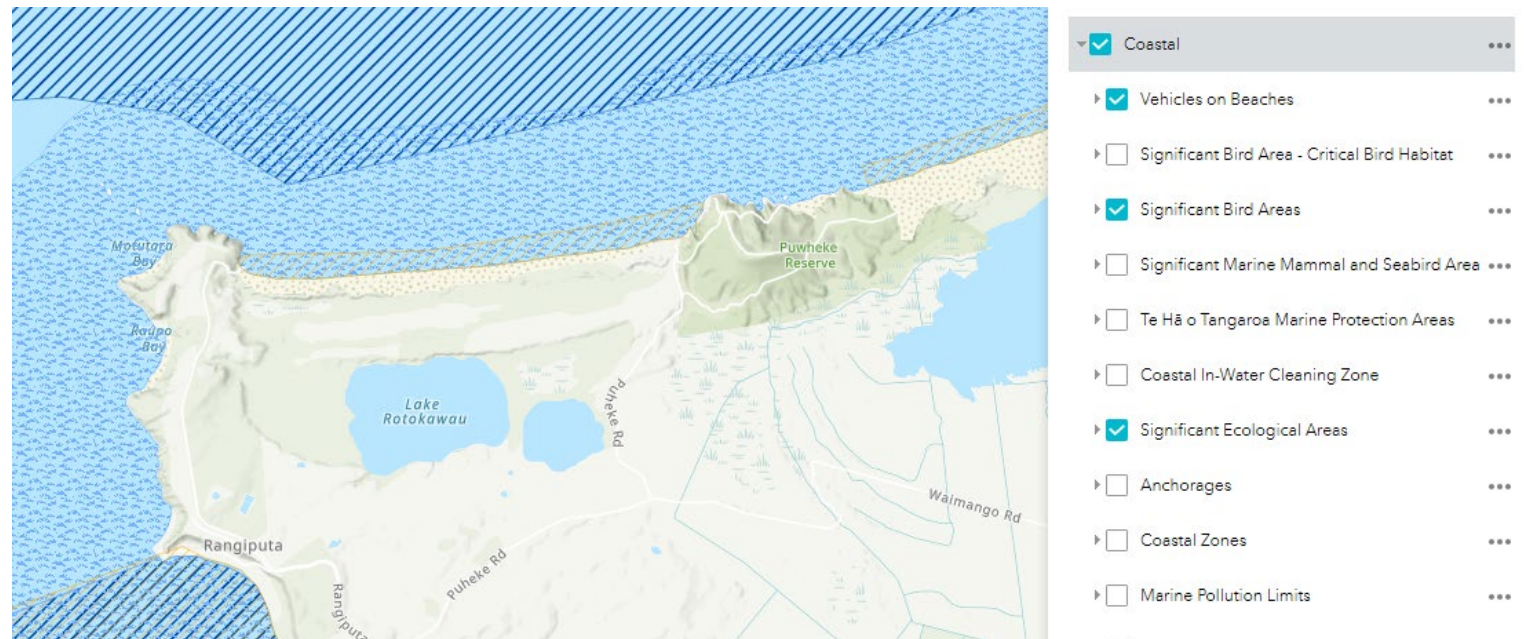 Motutara
Bay
Puwheke
Reserve
Raupo
Bay
Lake
Rotokawau
Puheke Rd
Waimango Rd
Rangiputa
Puheke Rd
Rangiputa
Coastal
Vehicles on Beaches
Significant Bird Area - Critical Bird Habitat
Significant Bird Areas
Significant Marine Mammal and Seabird Area
Te Hā o Tangaroa Marine Protection Areas
Coastal In-Water Cleaning Zone
Significant Ecological Areas
Anchorages
Coastal Zones
Marine Pollution Limits